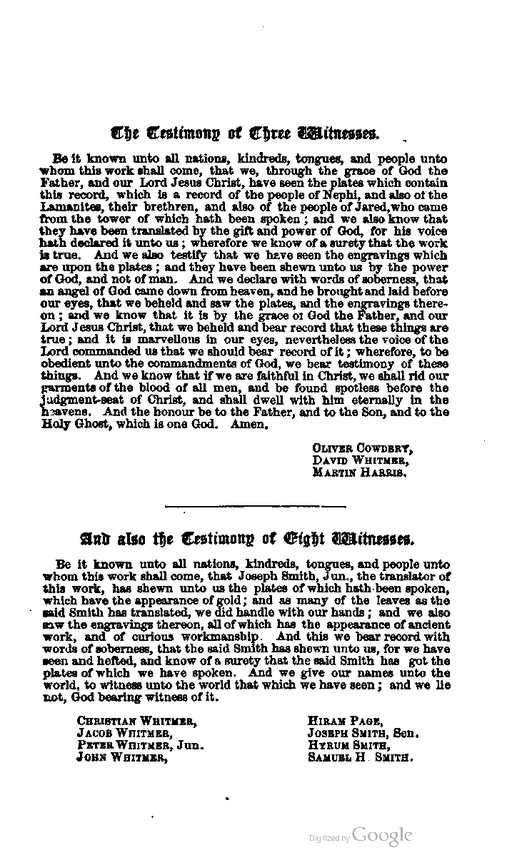 The Testimony of Three Witnesses.
Be it known unto all nations, kindreds, tongues, and people unto
whom this work shall come, that we, through the grace of God the
Father, and our Lord Jesus Christ, have seen the plates which contain
this record, which is a record of the people of Nephi, and also of the
Lamanites, their brethren, and also of the people of Jared, who came
from the tower of which hath been spoken; and we also know that
they have been translated by the gift and power of God, for his voice
hath declared it unto us; wherefore we know of a surety that the work
is true. And we also testify that we have seen the engravings which
are upon the plates; and they have been shewn unto us by the power
of God, and not of man. And we declare with words of soberness, that
an angel of God came down from heaven, and he brought and laid before
our eyes, that we beheld and saw the plates, and the engravings there-
on; and we know that it is by the grace of God the Father, and our
Lord Jesus Christ, that we beheld and bear record that these things are
true; and it is marvellous in our eyes, nevertheless the voice of the
Lord commanded us that we should bear record of it; wherefore, to be
obedient unto the commandments of God, we bear testimony of these
things. And we know that if we are faithful in Christ, we shall rid our
garments of the blood of all men, and be found spotless before the
judgment-seat of Christ, and shall dwell with him eternally in the
heavens. And the honour be to the Father, and to the Son, and to the
Holy Ghost, which is one God. Amen.
OLIVER COWDERY,
DAVID WHITMER,
MARTIN HARRIS.
And also the Testimony of Eight Witnesses.
Be it known unto all nations, kindreds, tongues, and people unto
whom this work shall come, that Joseph Smith, Jun., the translator of
this work, has shewn unto us the plates of which hath been spoken,
which have the appearance of gold; and as many of the leaves as the
said Smith has translated, we did handle with our hands; and we also
saw the engravings thereon, all of which has the appearance of ancient
work, and of curious workmanship. And this we bear record with
words of soberness, that the said Smith has shewn unto us, for we have
seen and hefted, and know of a surety that the said Smith has got the
plates of which we have spoken. And we give our names unto the
world, to witness unto the world that which we have seen; and we lie
not, God bearing witness of it.
CHRISTIAN WHITMER,
JACOB WHITMER,
PETER WHITMER, Jun.
JOHN WHITMER,
HIRAM PAGE,
JOSEPH SMITH, Sen.
HYRUM SMITH,
SAMUEL H. SMITH.
Digitized by Google